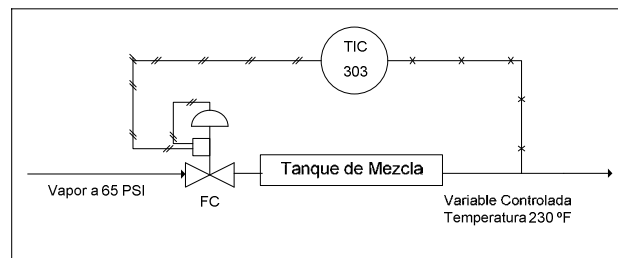 TIC
303
Tanque de Mezcla
Vapor a 65 PSI
FC
Variable Controlada
Temperatura 230 ºF